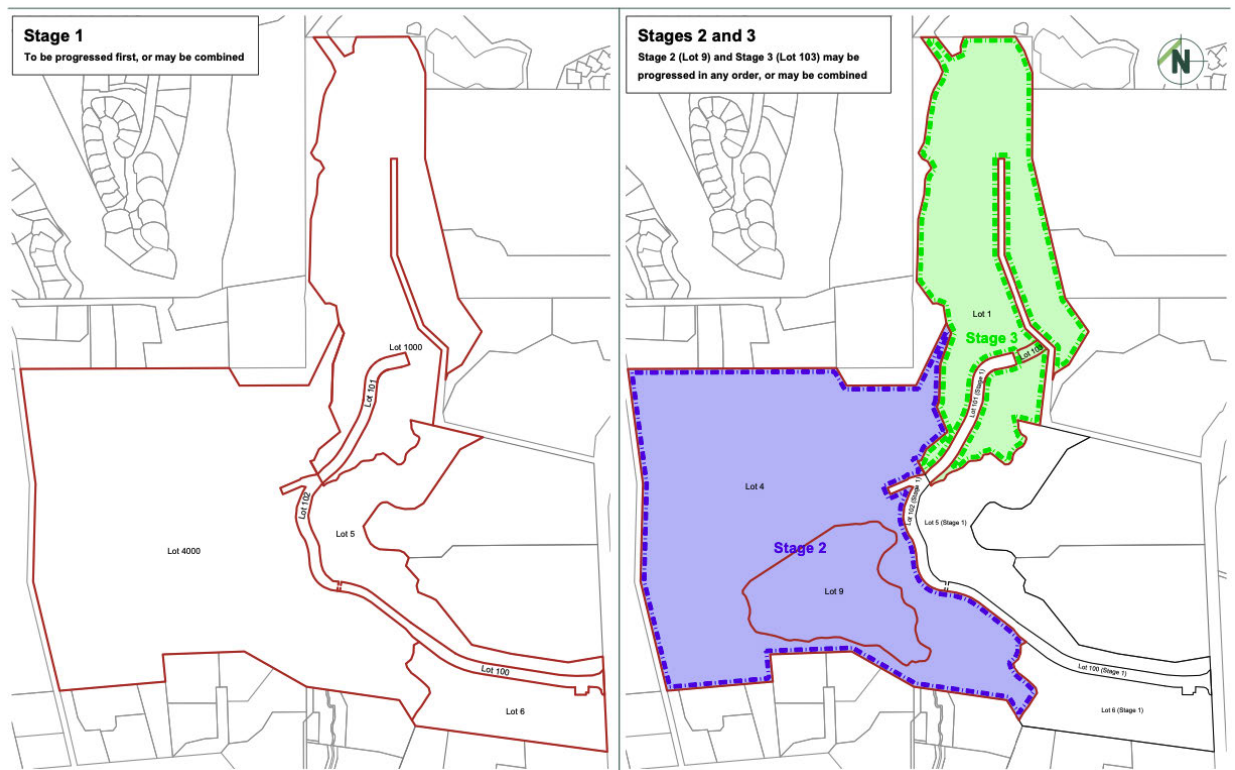 Stage 1
To be progressed first, or may be combined
Lot 1000
Lot 101
Lot 102
Lot 5
Lot 4000
Lot 100
Lot 6
Stages 2 and 3
Stage 2 (Lot 9) and Stage 3 (Lot 103) may be
progressed in any order, or may be combined
N
Lot 1
Stage 3
Lot 103
Lot 101 (Stage 1)
Lot 4
Lot 102 (Stage 1)
Lot 5 (Stage 1)
Stage 2
Lot 9
Lot 100 (Stage 1)
Lot 6 (Stage 1)